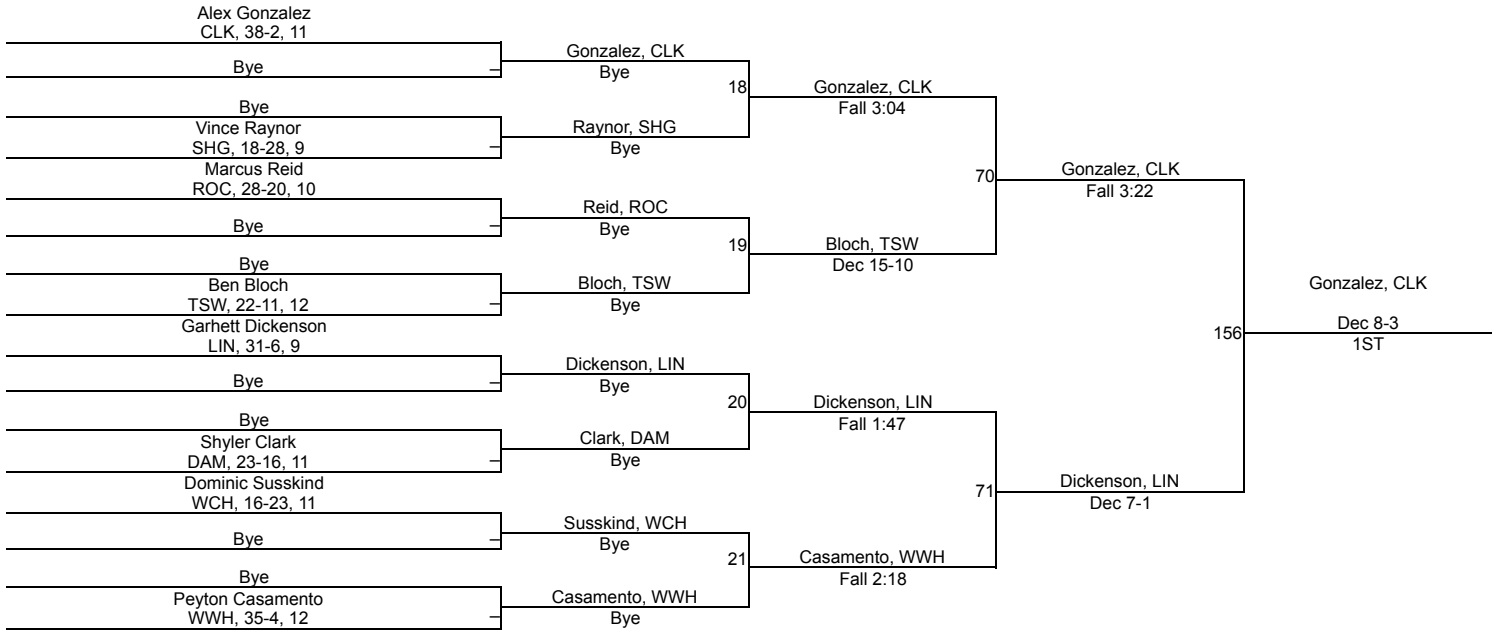 Alex Gonzalez
CLK, 38-2, 11
Bye
Bye
Vince Raynor
SHG, 18-28, 9
Marcus Reid
ROC, 28-20, 10
Bye
Bye
Ben Bloch
TSW, 22-11, 12
Garhett Dickenson
LIN, 31-6, 9
Bye
Bye
Shyler Clark
DAM, 23-16, 11
Dominic Susskind
WCH, 16-23, 11
Bye
Bye
Peyton Casamento
WWH, 35-4, 12
Gonzalez, CLK
Bye
18
Raynor, SHG
Bye
Reid, ROC
Bye
19
Bloch, TSW
Bye
Dickenson, LIN
Bye
20
Clark, DAM
Bye
Susskind, WCH
Bye
21
Casamento, WWH
Bye
Gonzalez, CLK
Fall 3:04
70
Bloch, TSW
Dec 15-10
Dickenson, LIN
Fall 1:47
71
Casamento, WWH
Fall 2:18
Gonzalez, CLK
Fall 3:22
156
Dickenson, LIN
Dec 7-1
Gonzalez, CLK
Dec 8-3
1ST